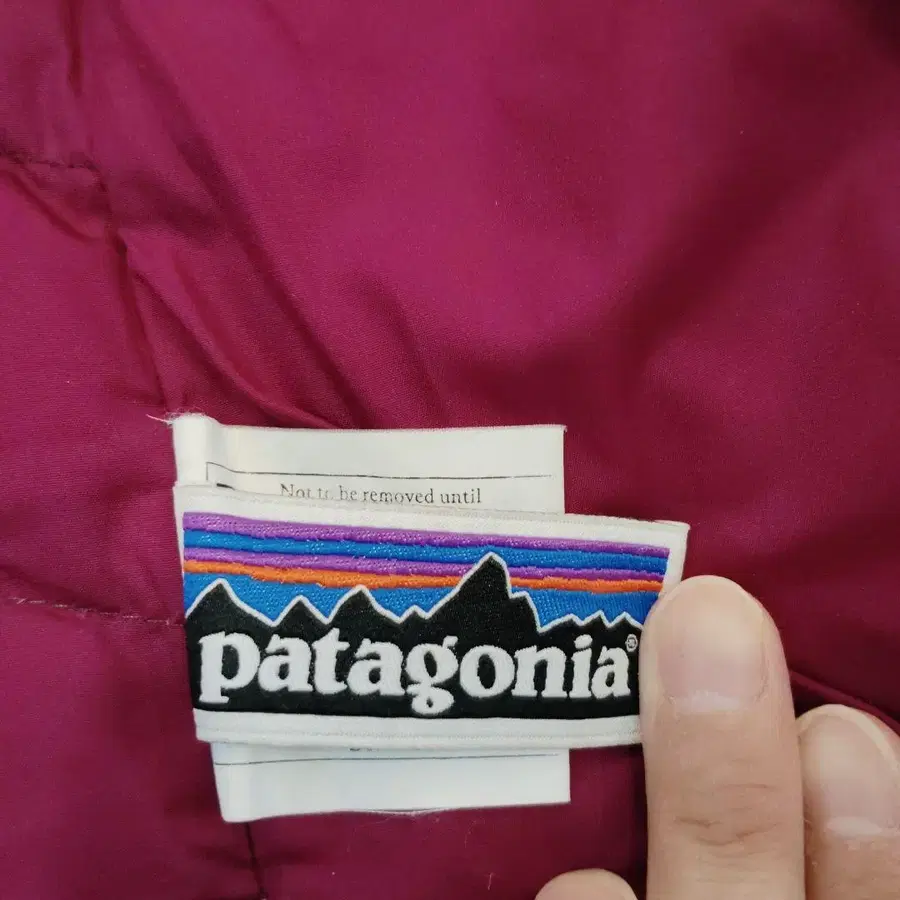 Not to be removed until
patagonia®